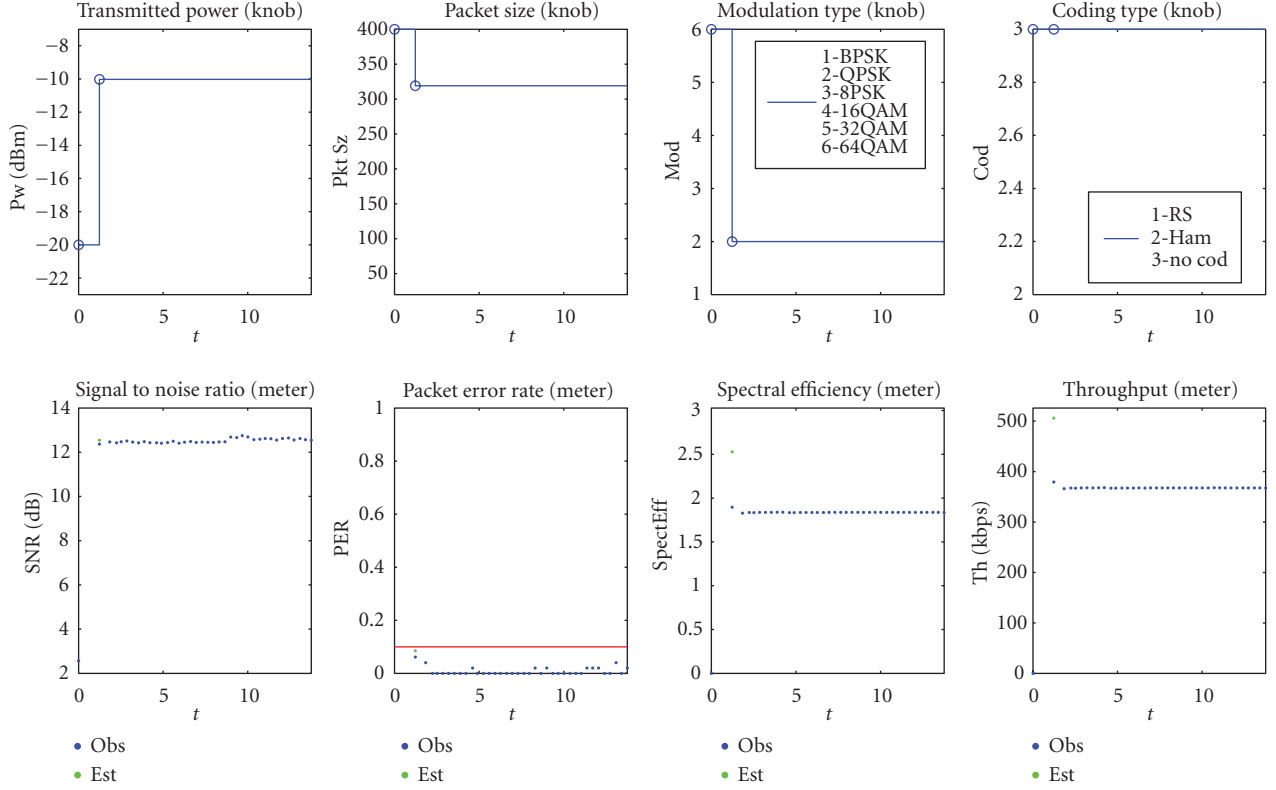 Transmitted power (knob)
−8
−10
−12
−14
−16
−18
−20
−22
Pw (dBm)
0
5
10
t
Packet size (knob)
400
350
300
250
200
150
100
50
Pkt Sz
0
5
10
t
Modulation type (knob)
6
5
4
3
2
1
Mod
1-BPSK
2-QPSK
3-8PSK
4-16QAM
5-32QAM
6-64QAM
0
5
10
t
Coding type (knob)
3
2.8
2.6
2.4
2.2
2
Cod
1-RS
2-Ham
3-no cod
0
5
10
t
Signal to noise ratio (meter)
14
12
10
8
6
4
2
SNR (dB)
0
5
10
t
Obs
Est
Packet error rate (meter)
1
0.8
0.6
0.4
0.2
0
PER
0
5
10
t
Obs
Est
Spectral efficiency (meter)
3
2.5
2
1.5
1
0.5
0
SpectEff
0
5
10
t
Obs
Est
Throughput (meter)
500
400
300
200
100
0
Th (kbps)
0
5
10
t
Obs
Est